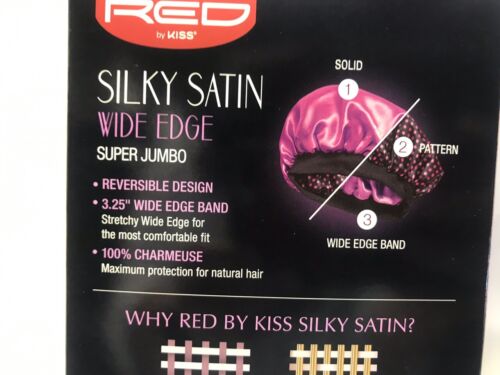 RED
by KISS®
SILKY SATIN
WIDE EDGE
SUPER JUMBO
• REVERSIBLE DESIGN
• 3.25" WIDE EDGE BAND
Stretchy Wide Edge for
the most comfortable fit
• 100% CHARMEUSE
Maximum protection for natural hair
SOLID
1
2
PATTERN
3
WIDE EDGE BAND
WHY RED BY KISS SILKY SATIN?